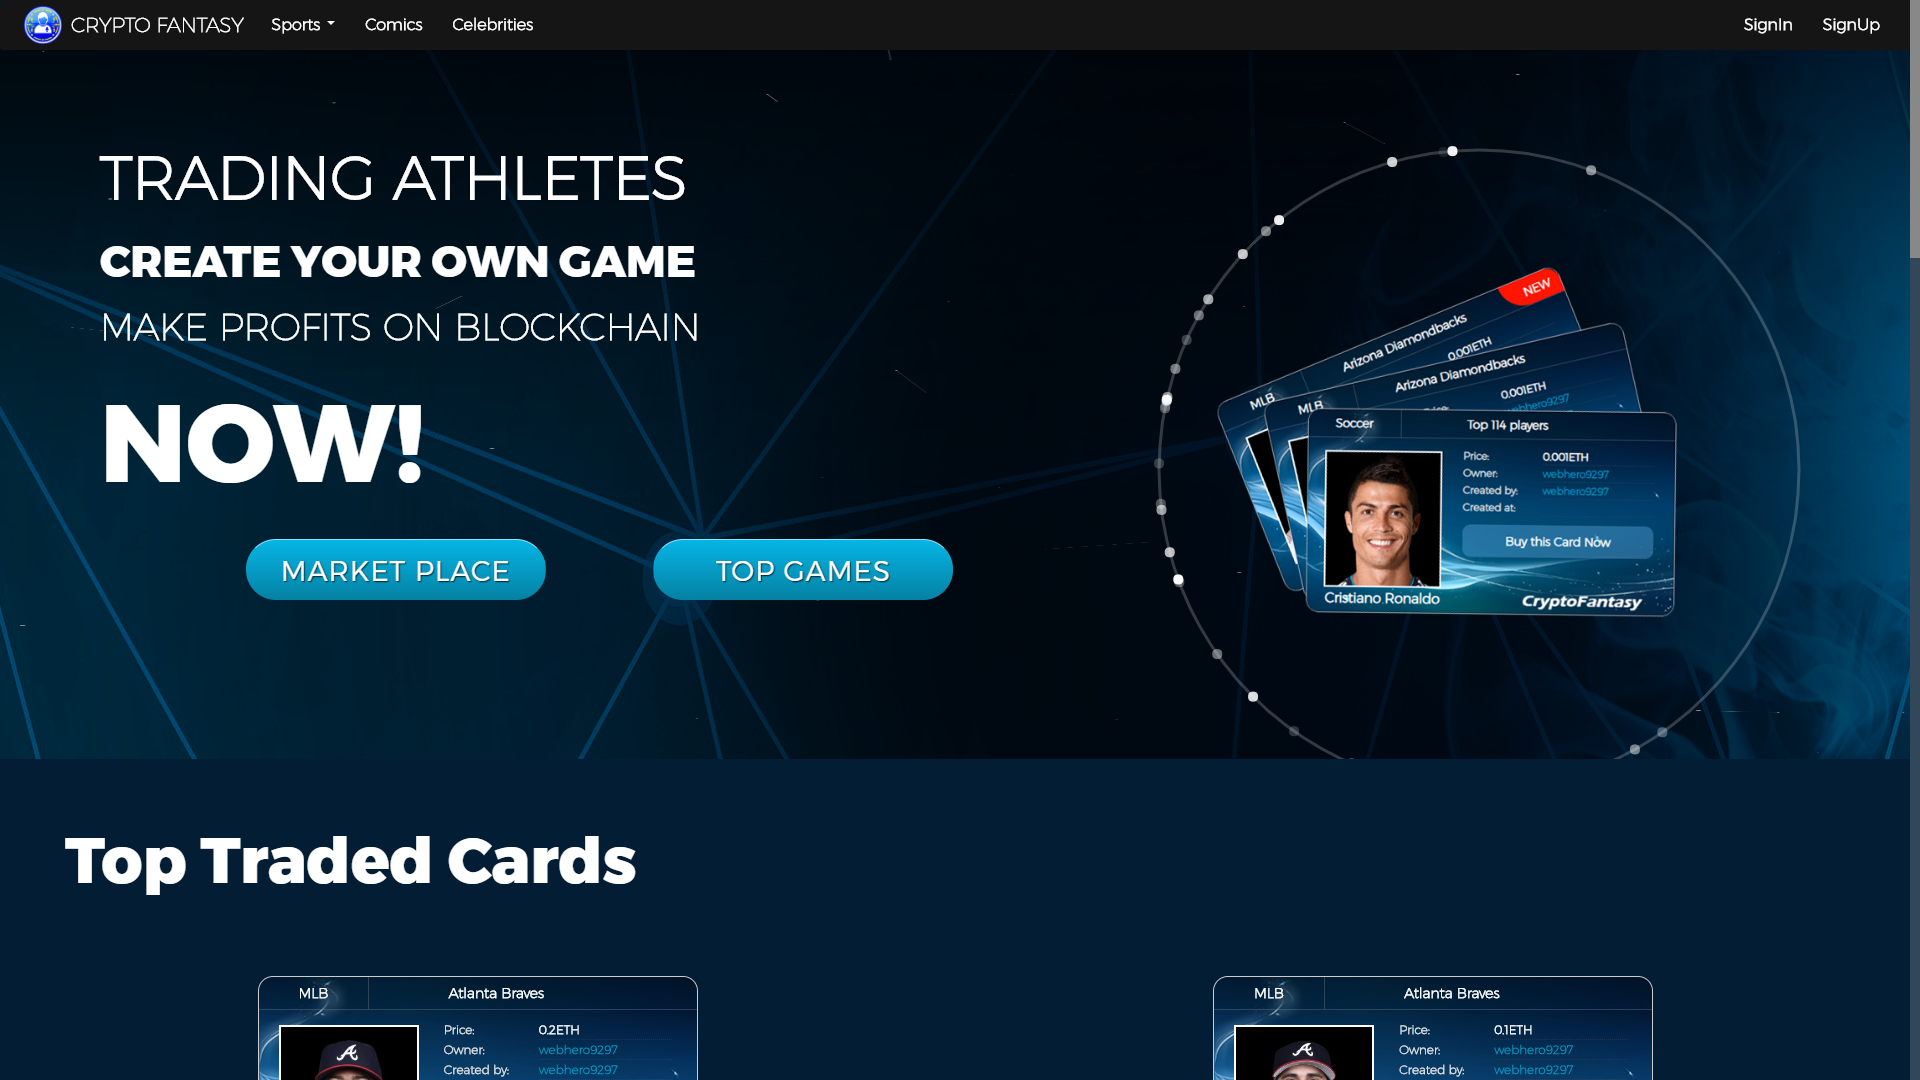 CRYPTO FANTASY Sports Comics Celebrities SignIn SignUp
TRADING ATHLETES
CREATE YOUR OWN GAME
MAKE PROFITS ON BLOCKCHAIN
NOW!
MARKET PLACE
TOP GAMES
NEW
Arizona Diamondbacks
0.001ETH
MLB
Arizona Diamondbacks
0.001ETH
webhero9297
MLB
Soccer
Top 114 players
Price: 0.001ETH
Owner: webhero9297
Created by: webhero9297
Created at:
Buy this Card Now
Cristiano Ronaldo
CryptoFantasy
Top Traded Cards
MLB
Atlanta Braves
Price: 0.2ETH
Owner: webhero9297
Created by: webhero9297
MLB
Atlanta Braves
Price: 0.1ETH
Owner: webhero9297
Created by: webhero9297